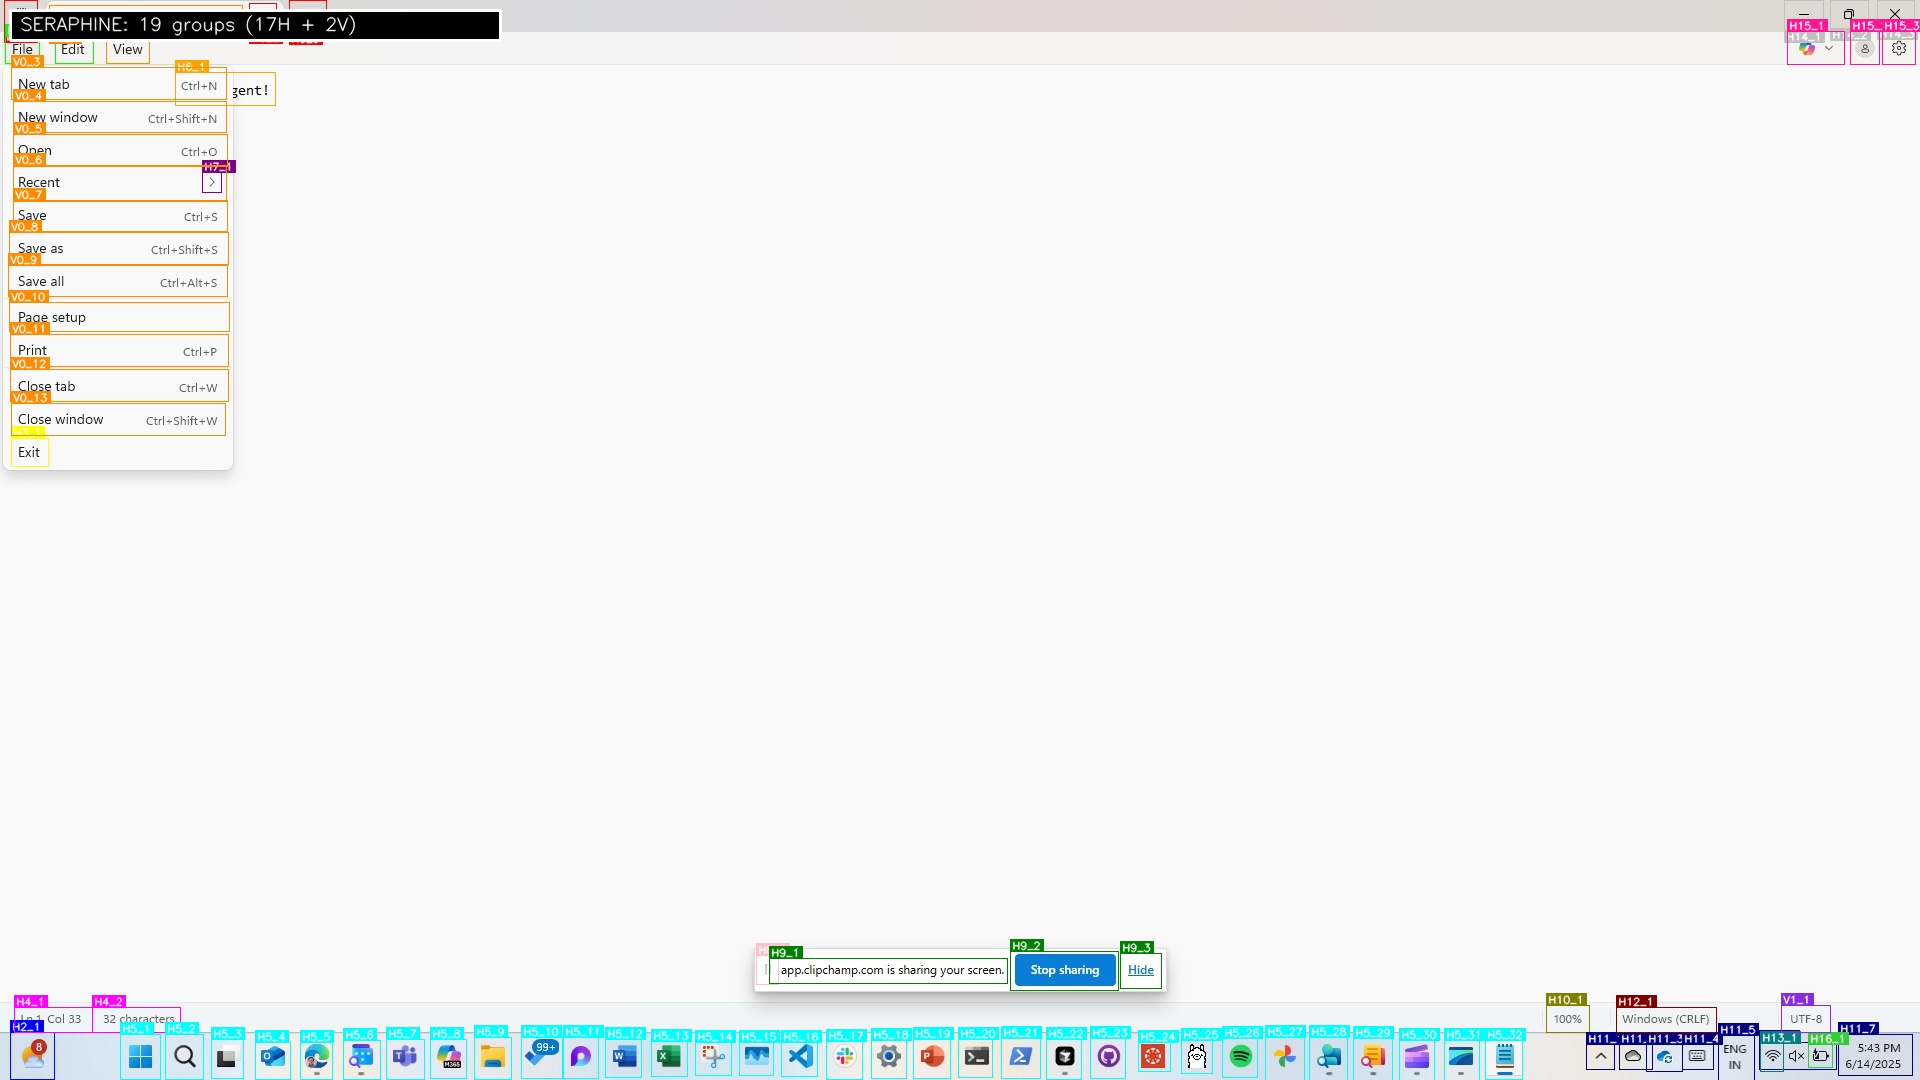 SERAPHINE: 19 groups (17H + 2V)
File Edit View
H15_1 H15_3
V0_3 H6_1
New tab Ctrl+N gent!
V0_4
New window Ctrl+Shift+N
V0_5
Open Ctrl+O
V0_6 H7_1
Recent
V0_7
Save Ctrl+S
V0_8
Save as Ctrl+Shift+S
V0_9
Save all Ctrl+Alt+S
V0_10
Page setup
V0_11
Print Ctrl+P
V0_12
Close tab Ctrl+W
V0_13
Close window Ctrl+Shift+W
Exit
H9_1 H9_2 H9_3
app.clipchamp.com is sharing your screen. Stop sharing Hide
H4_1 H4_2 H10_1 H12_1 V1_1
Ln 1, Col 33 32 characters 100% Windows (CRLF) UTF-8
H2_1 H5_1 H5_2 H5_3 H5_4 H5_5 H5_6 H5_7 H5_8 H5_9 H5_10 H5_11 H5_12 H5_13 H5_14 H5_15 H5_16 H5_17 H5_18 H5_19 H5_20 H5_21 H5_22 H5_23 H5_24 H5_25 H5_26 H5_27 H5_28 H5_29 H5_30 H5_31 H5_32 H11_4 H11_5 H13_1 H16_1 H11_7
8 99+ M365 ENG IN 5:43 PM
6/14/2025